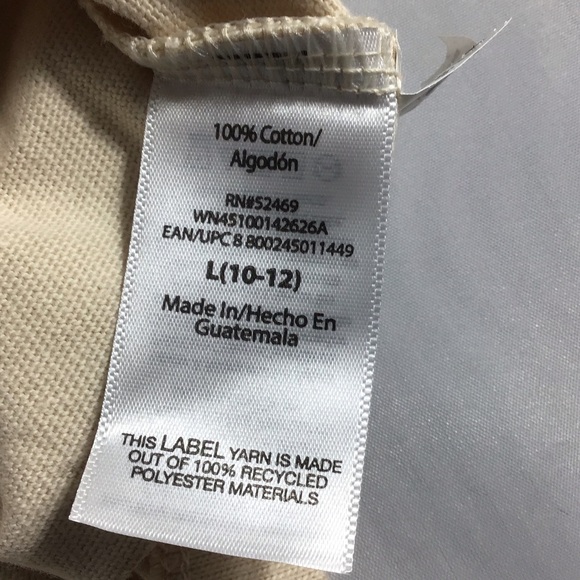 100% Cotton/
Algodón
RN#52469
WN45100142626A
EAN/UPC 8 800245011449
L(10-12)
Made In/Hecho En
Guatemala
THIS LABEL YARN IS MADE
OUT OF 100% RECYCLED
POLYESTER MATERIALS